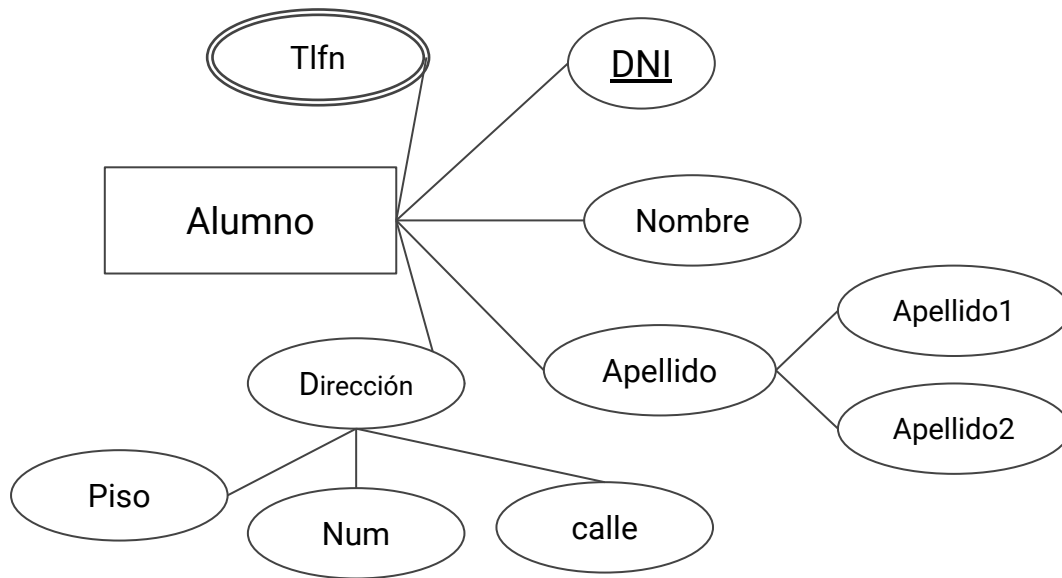 Tlfn
DNI
Alumno
Nombre
Apellido1
Apellido
Dirección
Apellido2
Piso
Num
calle